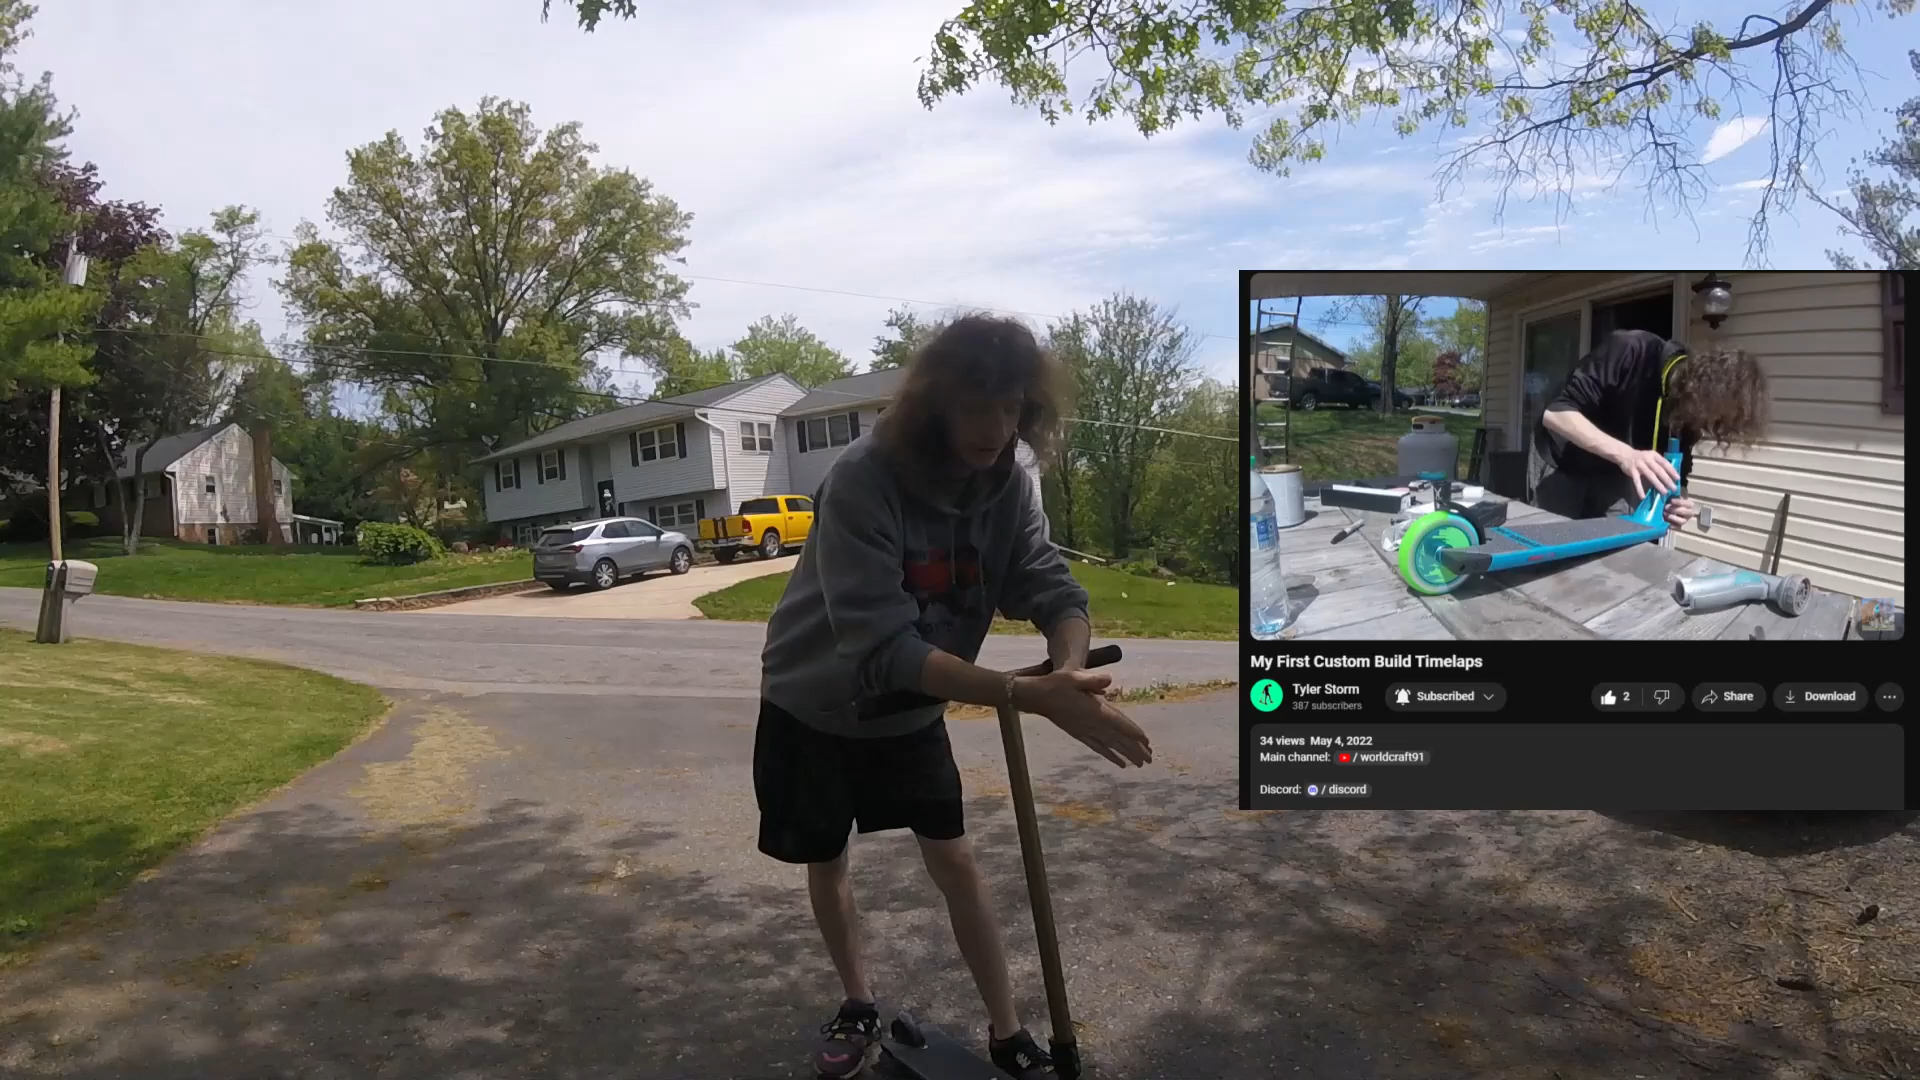 My First Custom Build Timelaps
Tyler Storm
387 subscribers
Subscribed
2
Share
Download
34 views May 4, 2022
Main channel: / worldcraft91
Discord: / discord